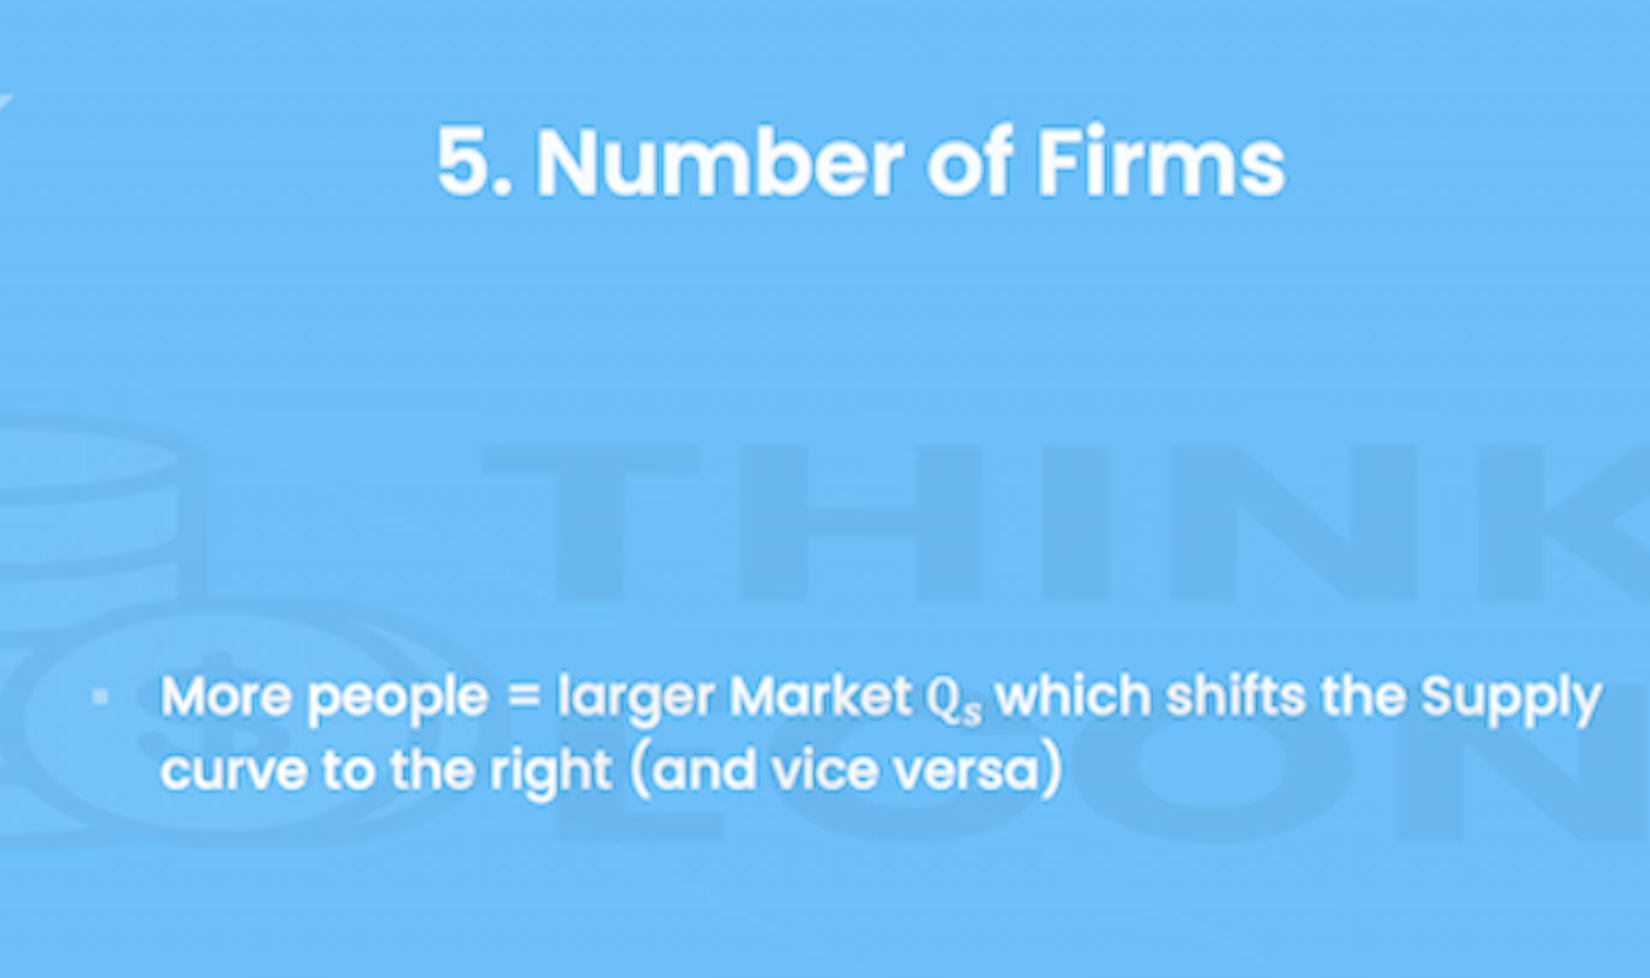 5. Number of Firms
THINK
ECON
▪ More people = larger Market Qₛ which shifts the Supply
curve to the right (and vice versa)